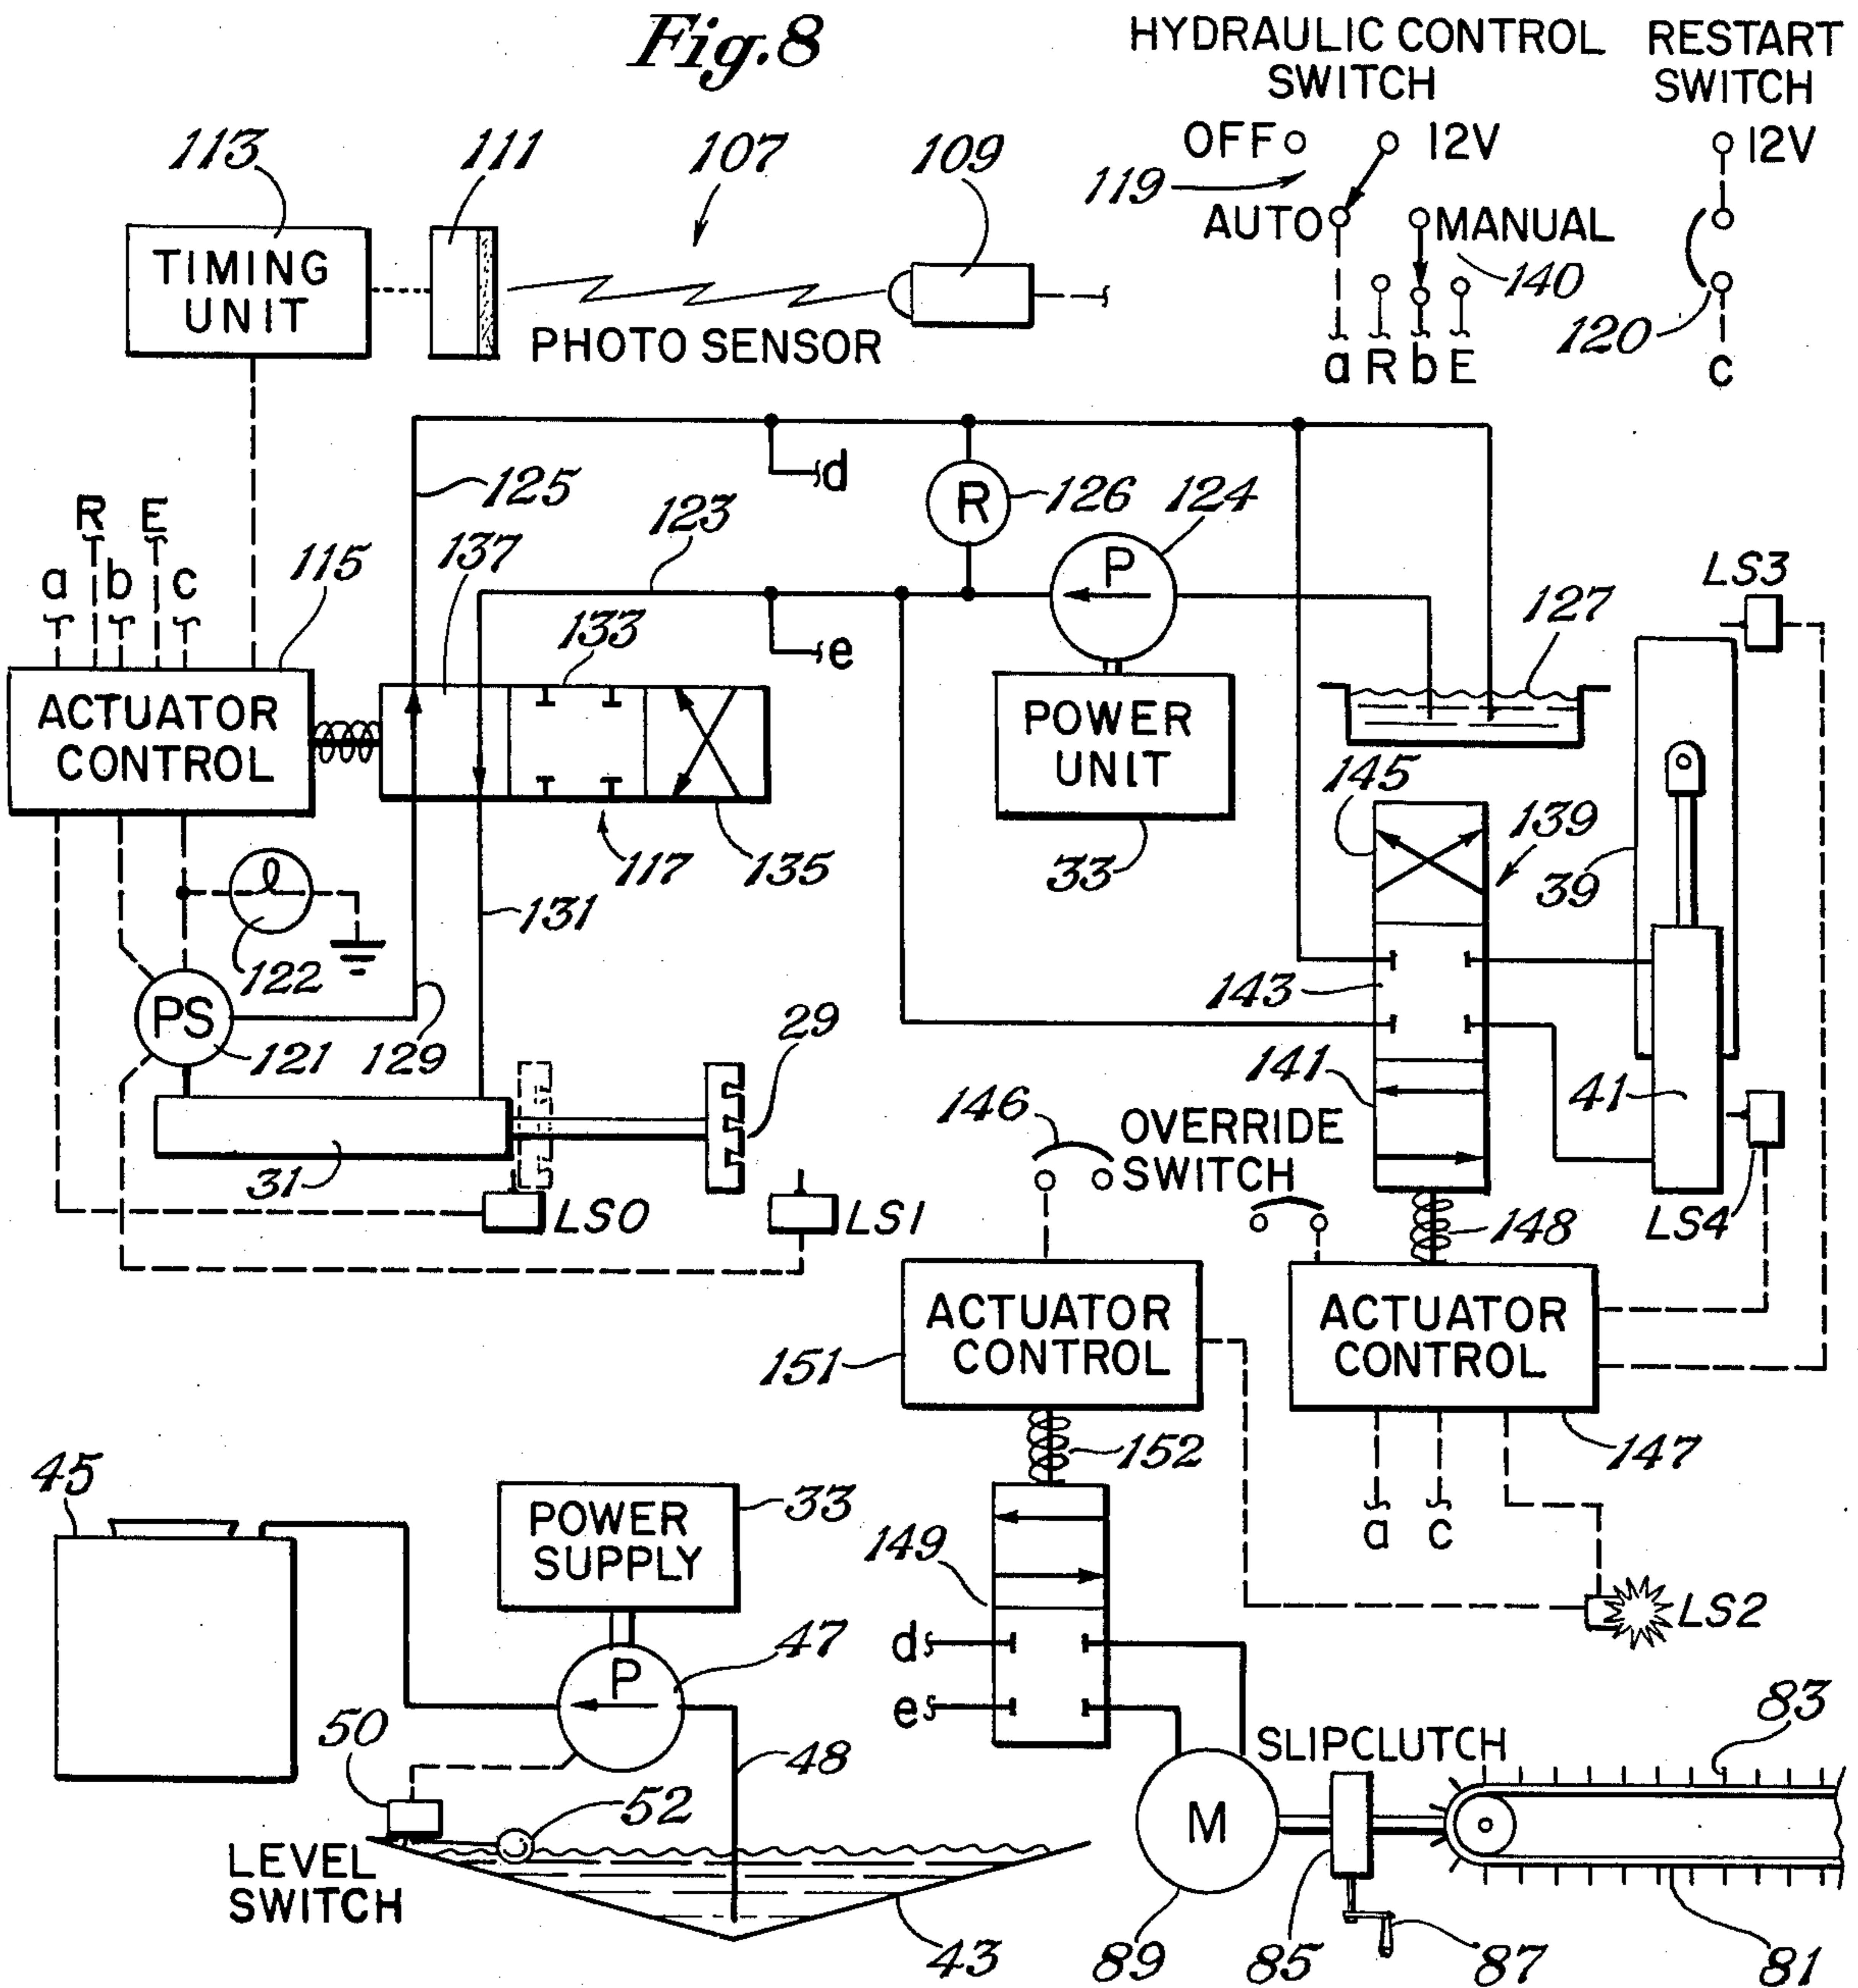 Fig. 8
HYDRAULIC CONTROL
SWITCH
RESTART
SWITCH
OFF
12V
12V
113
111
107
109
119
AUTO
MANUAL
140
TIMING
UNIT
PHOTO SENSOR
120
a
R
b
E
c
125
d
R
126
124
R
E
123
137
P
LS3
a
b
c
115
127
133
e
ACTUATOR
CONTROL
POWER
UNIT
145
139
117
135
33
39
131
122
143
PS
29
121
129
141
41
146
OVERRIDE
SWITCH
31
LS0
LS1
148
LS4
ACTUATOR
CONTROL
ACTUATOR
CONTROL
151
45
152
147
33
POWER
SUPPLY
149
a
c
LS2
d
47
P
e
83
50
SLIPCLUTCH
48
52
M
LEVEL
SWITCH
43
89
85
87
81